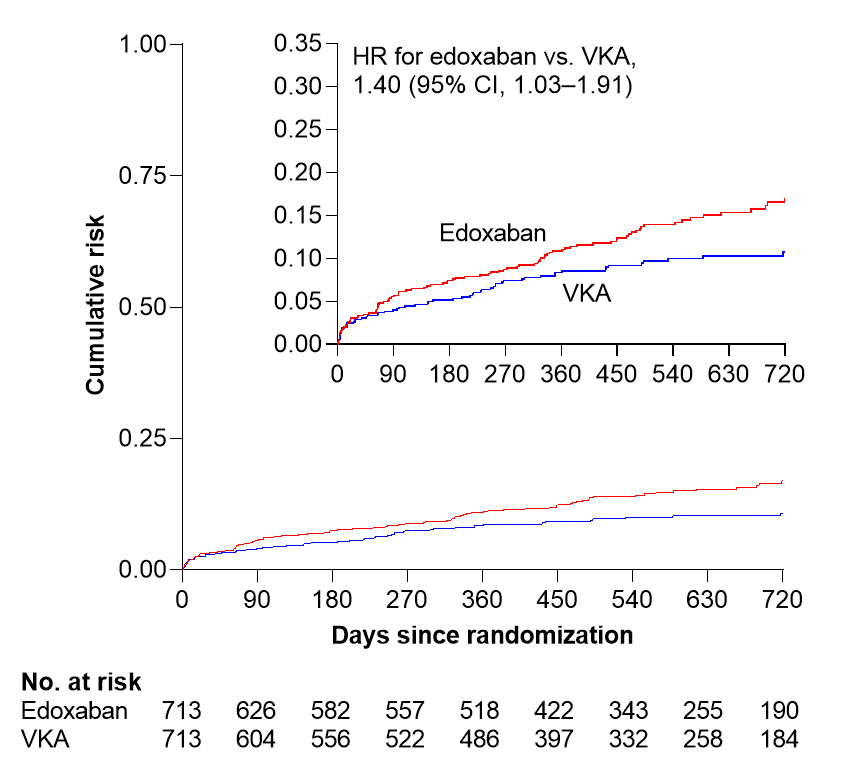 1.00
0.75
0.50
0.25
0.00
Cumulative risk
0.35
0.30
0.25
0.20
0.15
0.10
0.05
0.00
HR for edoxaban vs. VKA,
1.40 (95% CI, 1.03–1.91)
Edoxaban
VKA
0 90 180 270 360 450 540 630 720
0 90 180 270 360 450 540 630 720
Days since randomization
No. at risk
Edoxaban 713 626 582 557 518 422 343 255 190
VKA 713 604 556 522 486 397 332 258 184